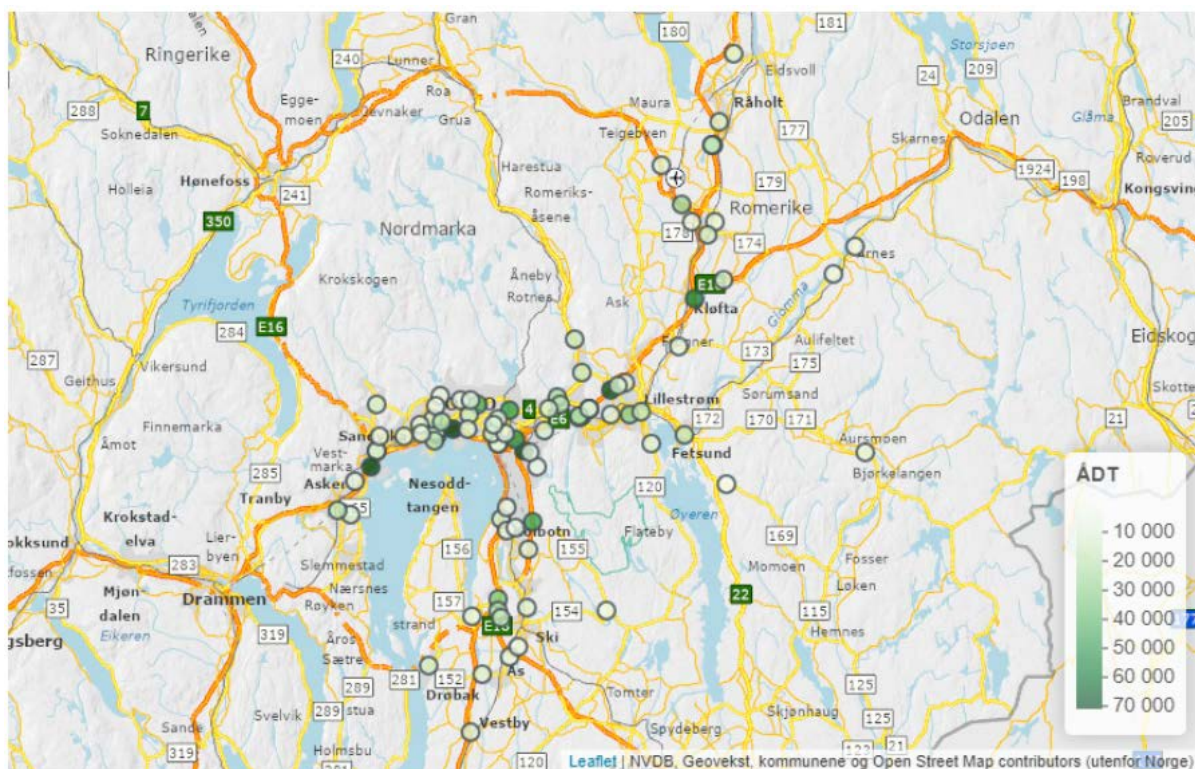 Gran
180
181
Ringerike
240
Lunner
Eidsvoll
Storsjøen
24
209
Roa
Maura
Råholt
Brandval
288
7
Egge-
moen
Jevnaker
Grua
Teigebyen
177
Odalen
Glåma
205
Soknedalen
Skarnes
Roverud
Holleia
Hønefoss
241
Harestua
179
1924
198
Kongsvin
Romeriks-
åsene
Romerike
350
Nordmarka
174
Årnes
Krokskogen
Åneby
Rotnes
Ask
Kløfta
Glomma
Tyrifjorden
E16
284
Eidskog
287
Vikersund
173
Aulifeltet
175
Geithus
Sørumsand
Skotte
4
E6
Lillestrøm
172
170
171
21
Åmot
Finnemarka
Vest-
marka
Fetsund
Aursmoen
Bjørkelangen
ÅDT
285
Asker
Nesodd-
tangen
120
Tranby
Øyeren
10 000
Krokstad-
elva
156
155
Flateby
169
20 000
Lier-
byen
Fosser
30 000
283
Slemmestad
Momoen
Løken
40 000
Mjøn-
dalen
Drammen
Nærsnes
Røyken
157
154
22
115
50 000
35
Eikeren
strand
Ski
Hemnes
60 000
319
Åros
Sætre
281
152
Ås
125
70 000
289
Drøbak
Tomter
Svelvik
289
Vestby
Skjønhaug
125
Sande
Spydeberg
319
Holmsbu
120
21
Leaflet | NVDB, Geovekst, kommunene og Open Street Map contributors (utenfor Norge)